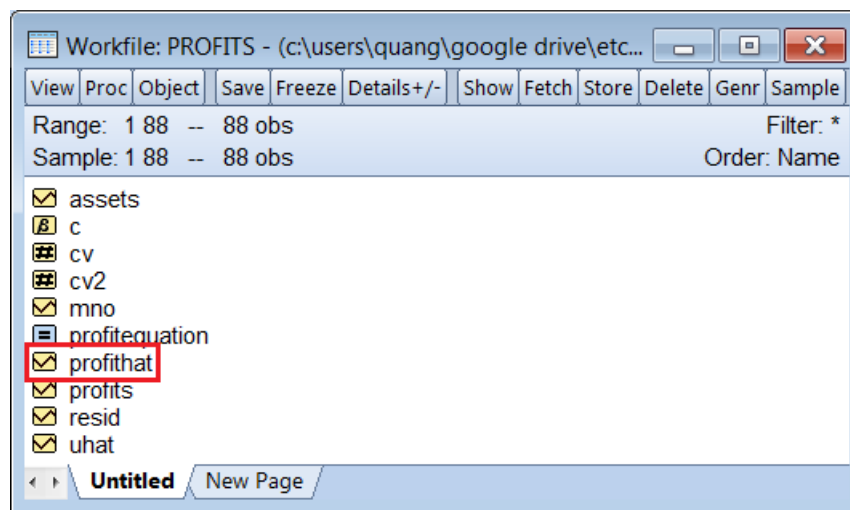 Workfile: PROFITS - (c:\users\quang\google drive\etc...
View Proc Object Save Freeze Details+/- Show Fetch Store Delete Genr Sample
Range: 1 88 -- 88 obs Filter: *
Sample: 1 88 -- 88 obs Order: Name
assets
β c
cv
cv2
mno
profitequation
profithat
profits
resid
uhat
Untitled New Page